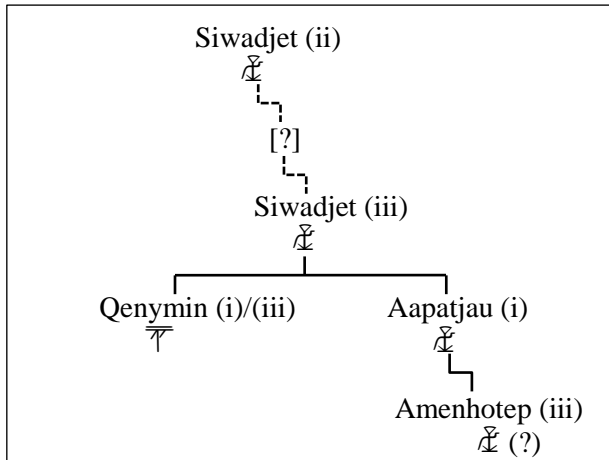 Siwadjet (ii)
[?]
Siwadjet (iii)
Qenymin (i)/(iii) Aapatjau (i)
Amenhotep (iii)
(?)